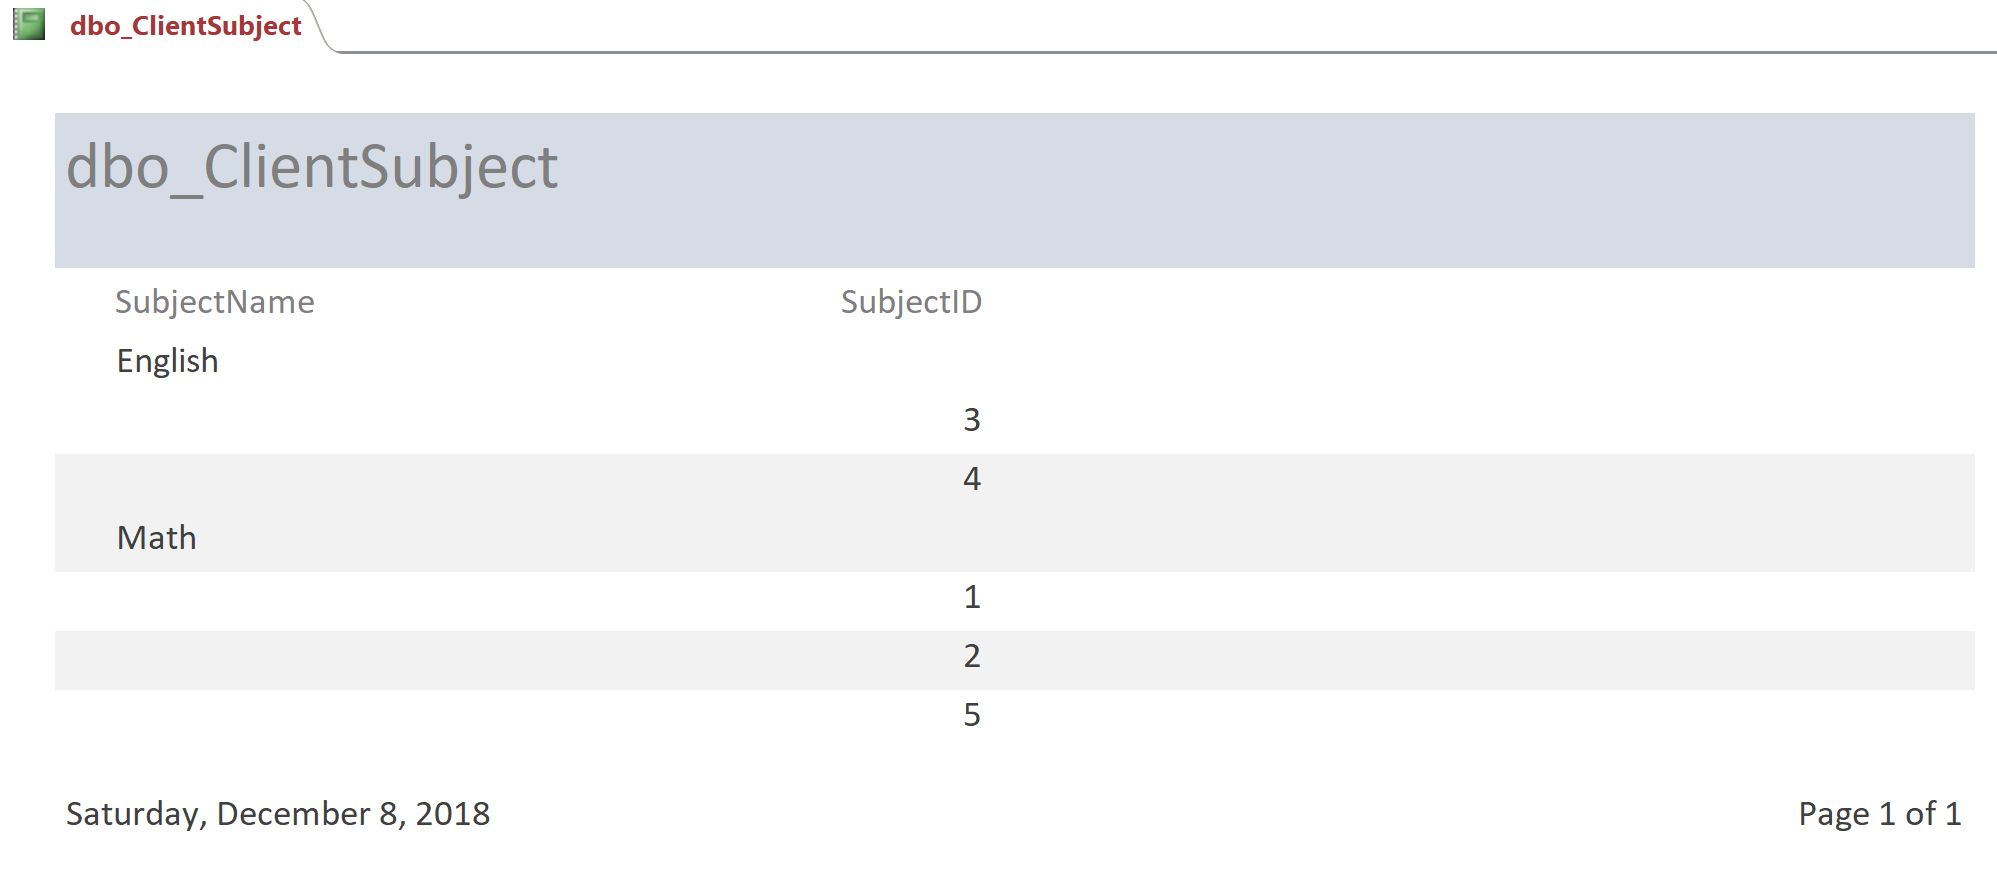 dbo_ClientSubject
dbo_ClientSubject
SubjectName SubjectID
English
3
4
Math
1
2
5
Saturday, December 8, 2018 Page 1 of 1